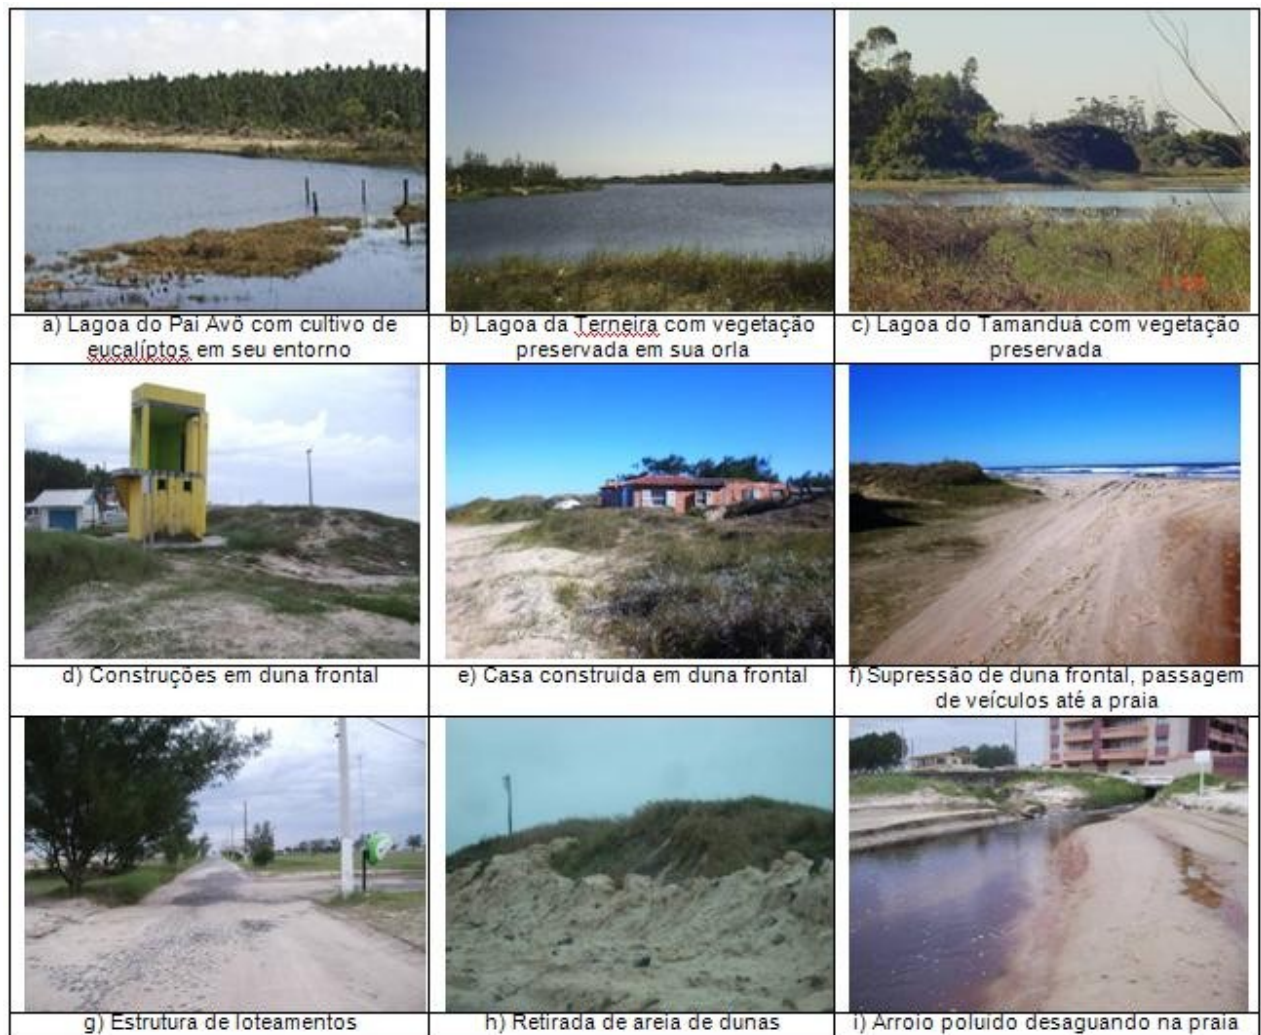 a) Lagoa do Pai Avô com cultivo de
eucalíptos em seu entorno
b) Lagoa da Terneira com vegetação
preservada em sua orla
c) Lagoa do Tamanduá com vegetação
preservada
d) Construções em duna frontal
e) Casa construída em duna frontal
f) Supressão de duna frontal, passagem
de veículos até a praia
g) Estrutura de loteamentos
h) Retirada de areia de dunas
i) Arroio poluído desaguando na praia